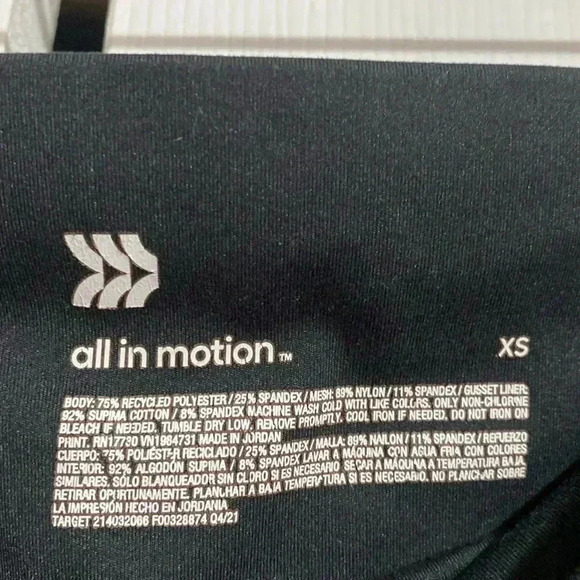 all in motion™
XS
BODY: 75% RECYCLED POLYESTER / 25% SPANDEX / MESH: 89% NYLON / 11% SPANDEX / GUSSET LINER:
92% SUPIMA COTTON / 8% SPANDEX MACHINE WASH COLD WITH LIKE COLORS. ONLY NON-CHLORINE
BLEACH IF NEEDED. TUMBLE DRY LOW. REMOVE PROMPTLY. COOL IRON IF NEEDED. DO NOT IRON ON
PRINT. RN17730 VN1984731 MADE IN JORDAN
CUERPO: 75% POLIÉSTER RECICLADO / 25% SPANDEX / MALLA: 89% NAILON / 11% SPANDEX / REFUERZO
INTERIOR: 92% ALGODÓN SUPIMA / 8% SPANDEX LAVAR A MÁQUINA CON AGUA FRIA CON COLORES
SIMILARES. SÓLO BLANQUEADOR SIN CLORO SI ES NECESARIO. SECAR A MÁQUINA A TEMPERATURA BAJA
RETIRAR OPORTUNAMENTE. PLANCHAR A BAJA TEMPERATURA SI ES NECESARIO. NO PLANCHAR SOBRE
LA IMPRESIÓN HECHO EN JORDANIA
TARGET 214032066 F00328874 Q4/21